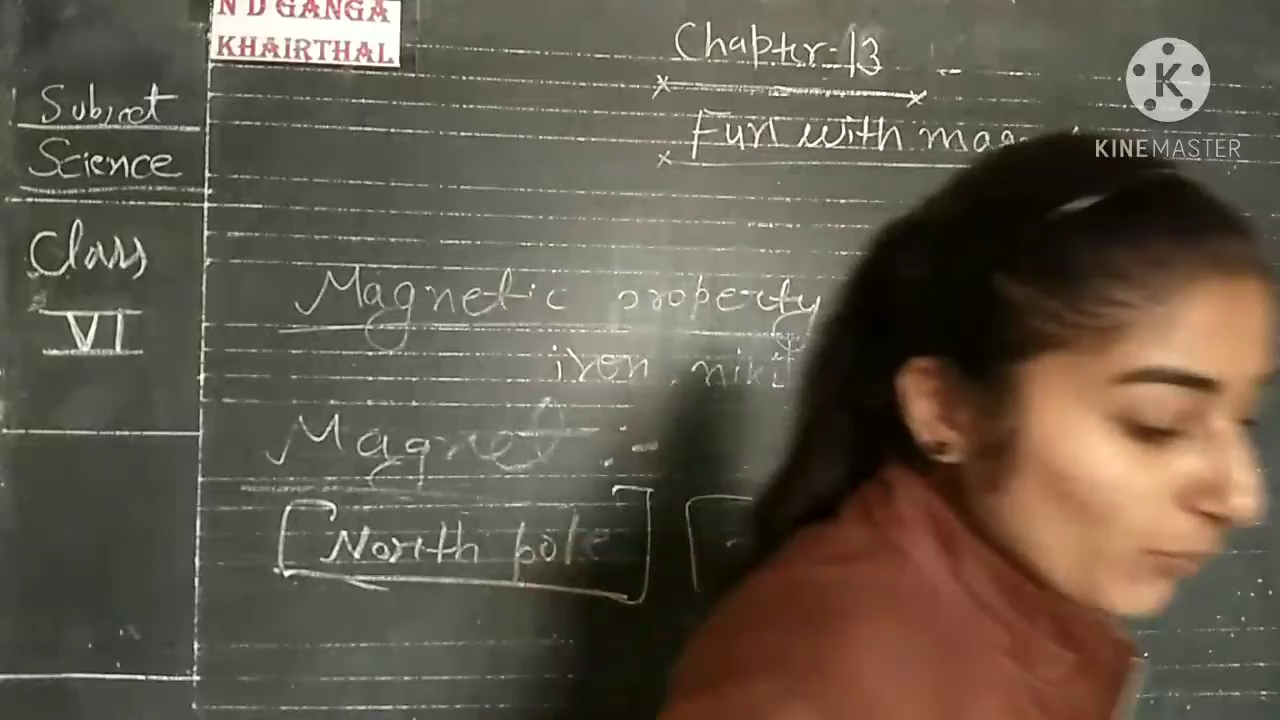 N D GANGA
KHAIRTHAL
Subject
Science
Class
VI
Chapter-13
Fun with
Magnetic property
iron,
Magnet :-
North pole
K
KINEMASTER